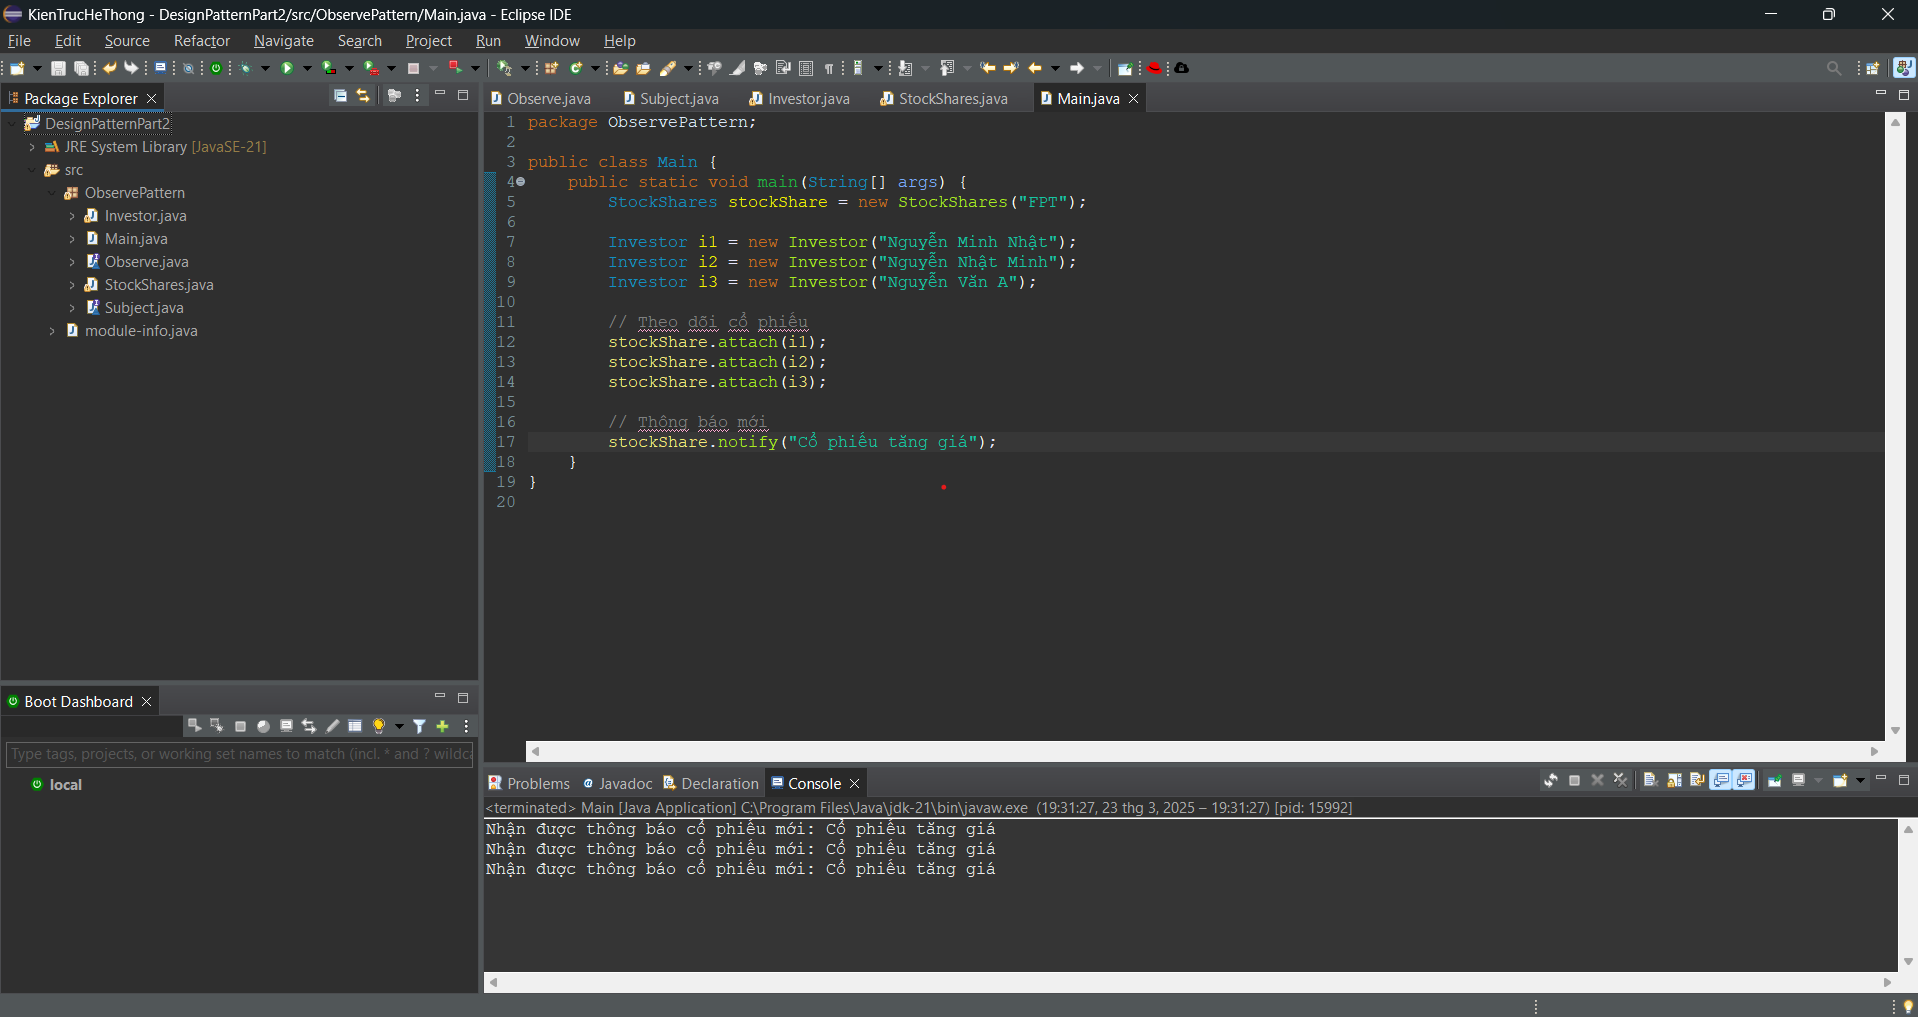 KienTrucHeThong - DesignPatternPart2/src/ObservePattern/Main.java - Eclipse IDE
File Edit Source Refactor Navigate Search Project Run Window Help
Package Explorer
DesignPatternPart2
JRE System Library [JavaSE-21]
src
ObservePattern
Investor.java
Main.java
Observe.java
StockShares.java
Subject.java
module-info.java
Observe.java Subject.java Investor.java StockShares.java Main.java
1 package ObservePattern;
2
3 public class Main {
4 public static void main(String[] args) {
5 StockShares stockShare = new StockShares("FPT");
6
7 Investor i1 = new Investor("Nguyễn Minh Nhật");
8 Investor i2 = new Investor("Nguyễn Nhật Minh");
9 Investor i3 = new Investor("Nguyễn Văn A");
10
11 // Theo dõi cổ phiếu
12 stockShare.attach(i1);
13 stockShare.attach(i2);
14 stockShare.attach(i3);
15
16 // Thông báo mới
17 stockShare.notify("Cổ phiếu tăng giá");
18 }
19 }
20
Boot Dashboard
Type tags, projects, or working set names to match (incl. * and ? wildc
local
Problems Javadoc Declaration Console
<terminated> Main [Java Application] C:\Program Files\Java\jdk-21\bin\javaw.exe (19:31:27, 23 thg 3, 2025 – 19:31:27) [pid: 15992]
Nhận được thông báo cổ phiếu mới: Cổ phiếu tăng giá
Nhận được thông báo cổ phiếu mới: Cổ phiếu tăng giá
Nhận được thông báo cổ phiếu mới: Cổ phiếu tăng giá